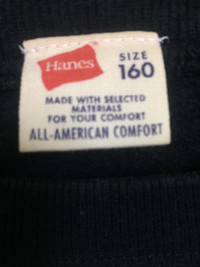 Hanes
SIZE
160
MADE WITH SELECTED
MATERIALS
FOR YOUR COMFORT
ALL-AMERICAN COMFORT